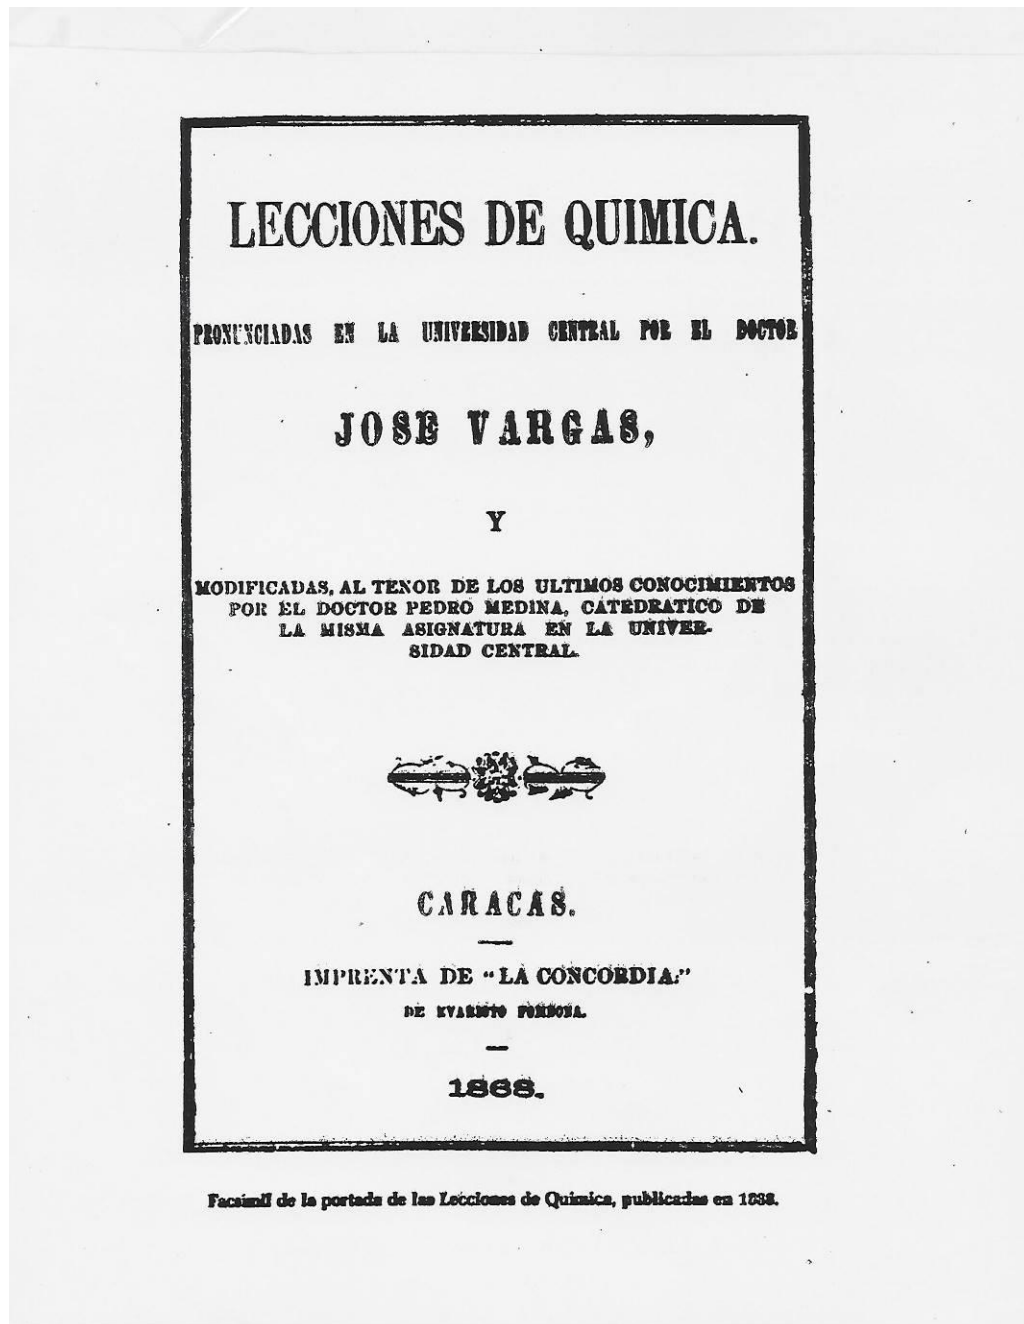 LECCIONES DE QUIMICA.
PRONUNCIADAS EN LA UNIVERSIDAD CENTRAL POR EL DOCTOR
JOSE VARGAS,
Y
MODIFICADAS, AL TENOR DE LOS ULTIMOS CONOCIMIENTOS
POR EL DOCTOR PEDRO MEDINA, CATEDRATICO DE
LA MISMA ASIGNATURA EN LA UNIVER-
SIDAD CENTRAL.
CARACAS.
IMPRENTA DE “LA CONCORDIA.”
DE EVARISTO FOMBONA.
1868.
Facsimil de la portada de las Lecciones de Quimica, publicadas en